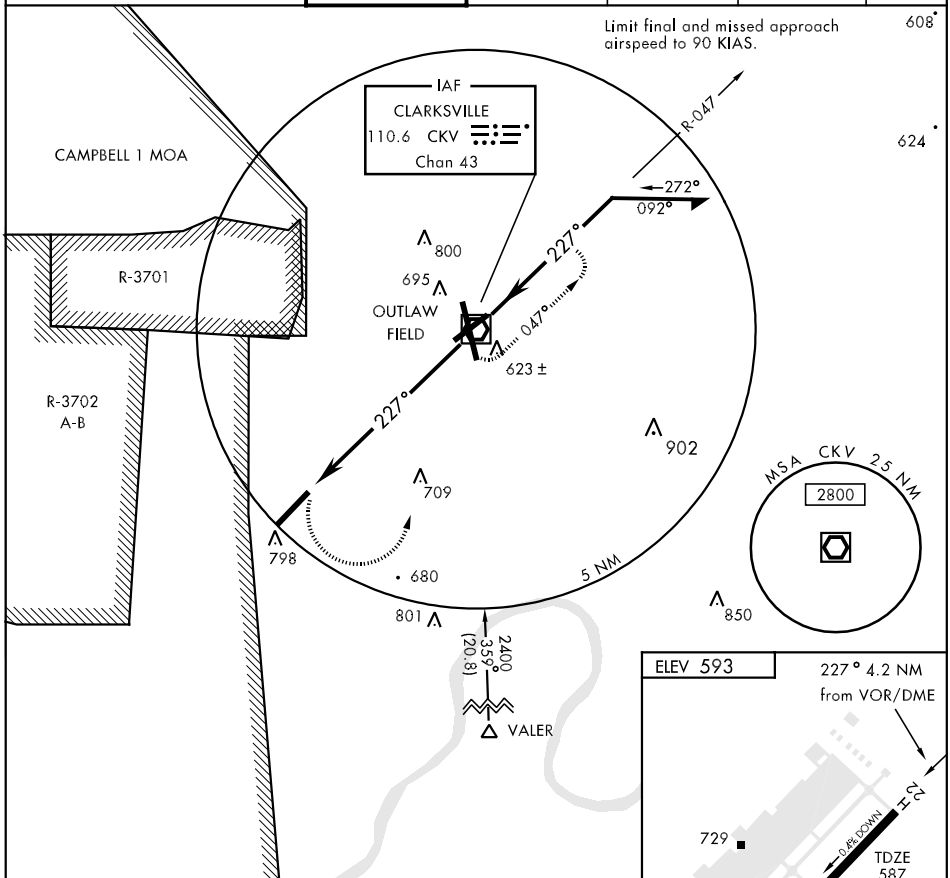 Limit final and missed approach
airspeed to 90 KIAS.
608
IAF
CLARKSVILLE
110.6 CKV
Chan 43
R-047
624
CAMPBELL 1 MOA
272°
092°
227°
800
R-3701
695
OUTLAW
FIELD
047°
623 ±
R-3702
A-B
227°
902
709
MSA CKV 25 NM
2800
798
680
5 NM
801
850
2400
359°
(20.8)
VALER
ELEV 593
227° 4.2 NM
from VOR/DME
22
H
729
0.4% DOWN
TDZE
587